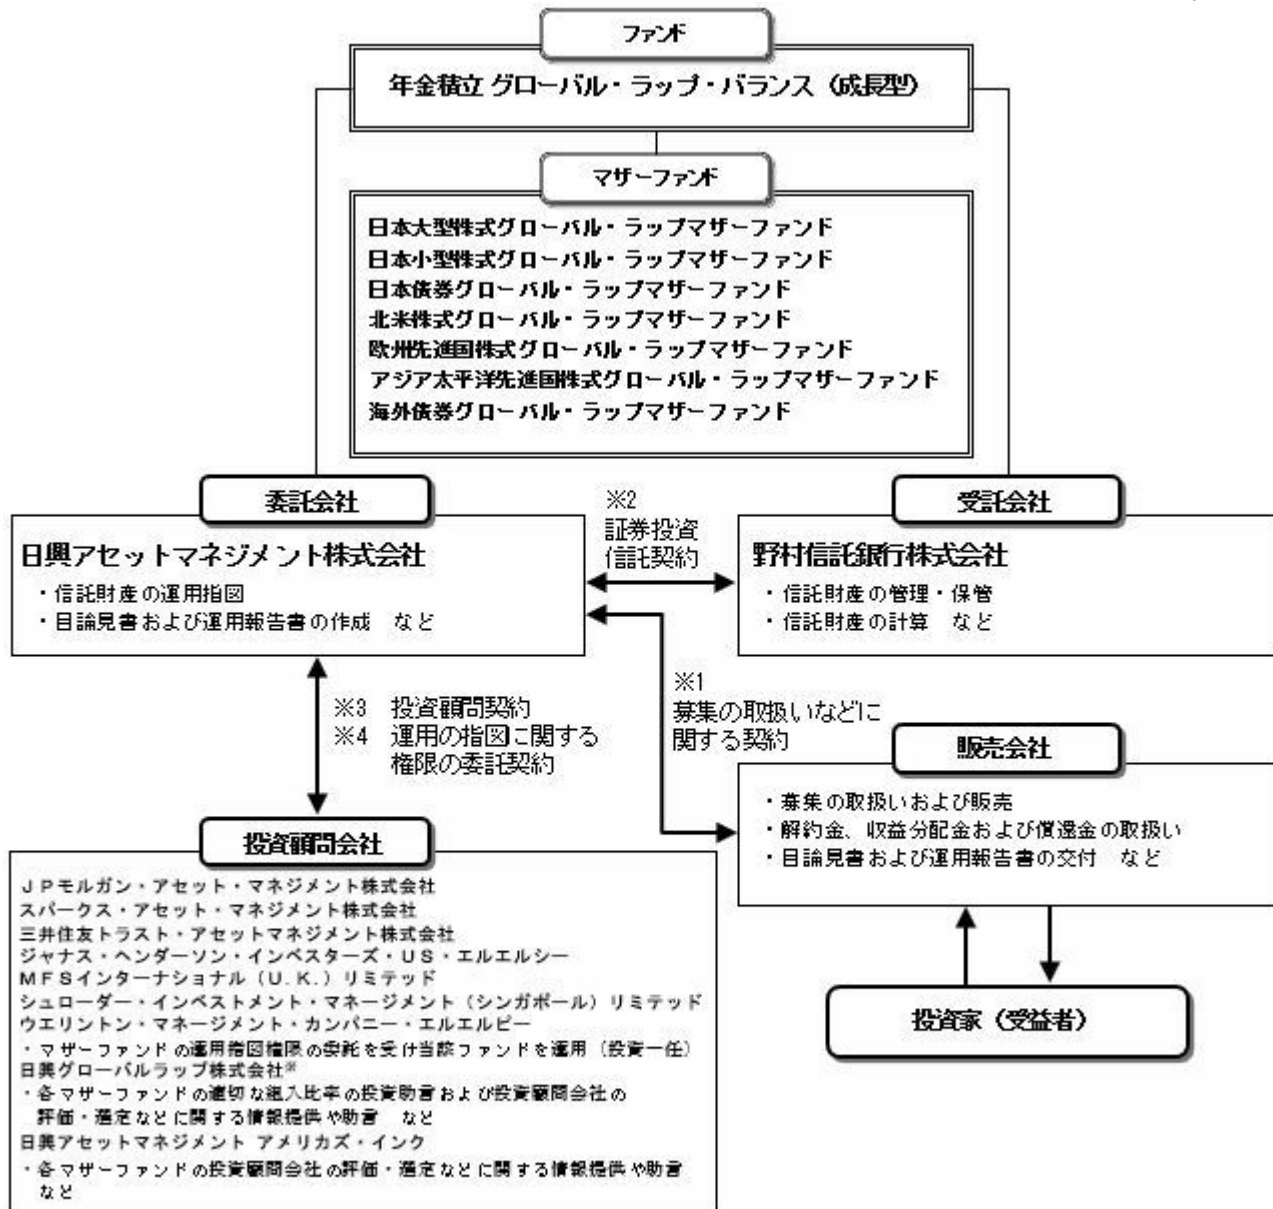 ファンド
年金積立 グローバル・ラップ・バランス（成長型）
マザーファンド
日本大型株式グローバル・ラップマザーファンド
日本小型株式グローバル・ラップマザーファンド
日本債券グローバル・ラップマザーファンド
北米株式グローバル・ラップマザーファンド
欧州先進国株式グローバル・ラップマザーファンド
アジア太平洋先進国株式グローバル・ラップマザーファンド
海外債券グローバル・ラップマザーファンド
委託会社
日興アセットマネジメント株式会社
・信託財産の運用指図
・目論見書および運用報告書の作成　など
※2
証券投資
信託契約
受託会社
野村信託銀行株式会社
・信託財産の管理・保管
・信託財産の計算　など
※3　投資顧問契約
※4　運用の指図に関する
権限の委託契約
※1
募集の取扱いなどに
関する契約
販売会社
・募集の取扱いおよび販売
・解約金、収益分配金および償還金の取扱い
・目論見書および運用報告書の交付　など
投資家（受益者）
投資顧問会社
ＪＰモルガン・アセット・マネジメント株式会社
スパークス・アセット・マネジメント株式会社
三井住友トラスト・アセットマネジメント株式会社
ジャナス・ヘンダーソン・インベスターズ・ＵＳ・エルエルシー
ＭＦＳインターナショナル（Ｕ.Ｋ.）リミテッド
シュローダー・インベストメント・マネージメント（シンガポール）リミテッド
ウエリントン・マネージメント・カンパニー・エルエルピー
・マザーファンドの運用指図権限の委託を受け当該ファンドを運用（投資一任）
日興グローバルラップ株式会社※
・各マザーファンドの適切な組入比率の投資助言および投資顧問会社の
評価・選定などに関する情報提供や助言　など
日興アセットマネジメント アメリカズ・インク
・各マザーファンドの投資顧問会社の評価・選定などに関する情報提供や助言
など